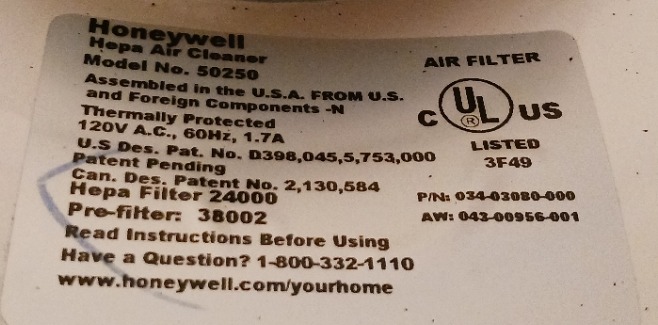 Honeywell
Hepa Air Cleaner
Model No. 50250
Assembled in the U.S.A. FROM U.S.
and Foreign Components -N
Thermally Protected
120V A.C., 60Hz, 1.7A
U.S Des. Pat. No. D398,045,5,753,000
Patent Pending
Can. Des. Patent No. 2,130,584
Hepa Filter 24000
Pre-filter: 38002
Read Instructions Before Using
Have a Question? 1-800-332-1110
www.honeywell.com/yourhome
AIR FILTER
C UL ® US
LISTED
3F49
P/N: 034-03080-000
AW: 043-00956-001